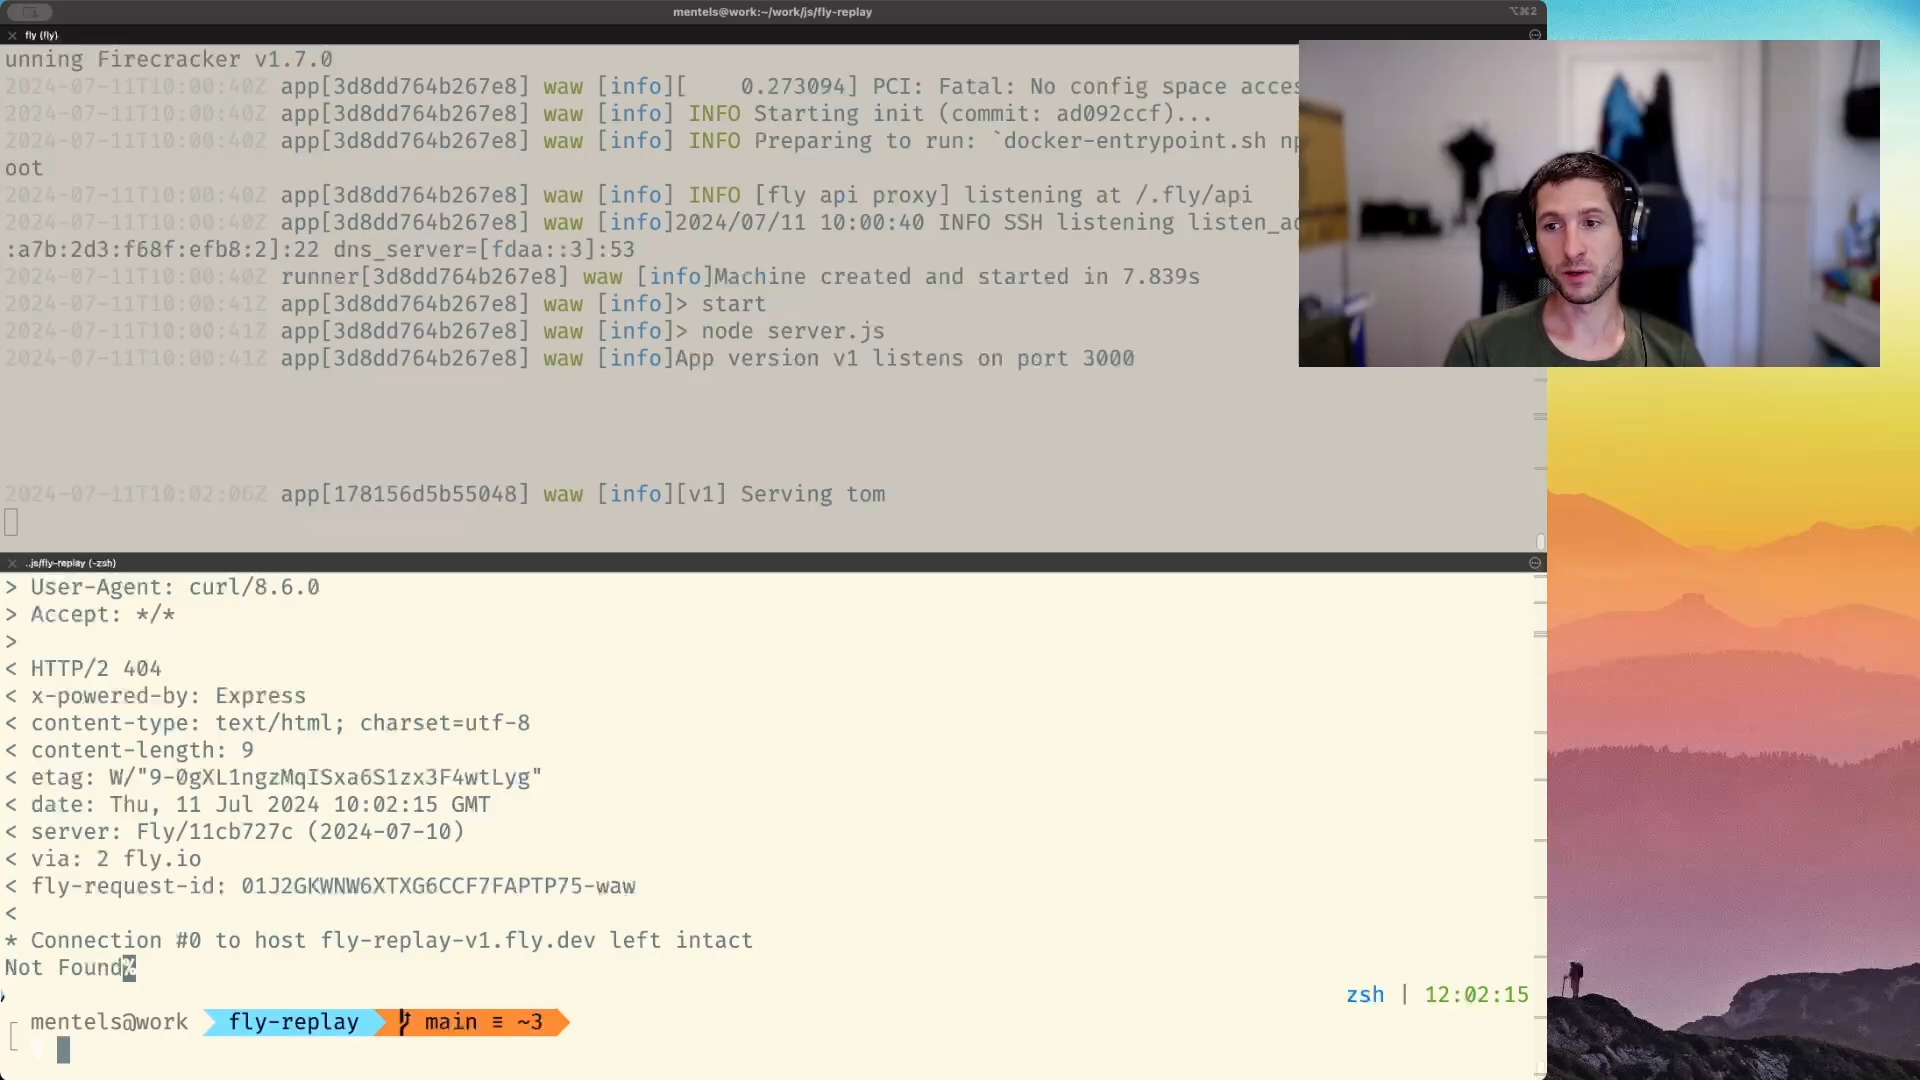 mentels@work:~/work/js/fly-replay
⌥⌘2
fly (fly)
unning Firecracker v1.7.0
2024-07-11T10:00:40Z app[3d8dd764b267e8] waw [info][    0.273094] PCI: Fatal: No config space acces
2024-07-11T10:00:40Z app[3d8dd764b267e8] waw [info] INFO Starting init (commit: ad092ccf)...
2024-07-11T10:00:40Z app[3d8dd764b267e8] waw [info] INFO Preparing to run: `docker-entrypoint.sh np
oot
2024-07-11T10:00:40Z app[3d8dd764b267e8] waw [info] INFO [fly api proxy] listening at /.fly/api
2024-07-11T10:00:40Z app[3d8dd764b267e8] waw [info]2024/07/11 10:00:40 INFO SSH listening listen_ad
:a7b:2d3:f68f:efb8:2]:22 dns_server=[fdaa::3]:53
2024-07-11T10:00:40Z runner[3d8dd764b267e8] waw [info]Machine created and started in 7.839s
2024-07-11T10:00:41Z app[3d8dd764b267e8] waw [info]> start
2024-07-11T10:00:41Z app[3d8dd764b267e8] waw [info]> node server.js
2024-07-11T10:00:41Z app[3d8dd764b267e8] waw [info]App version v1 listens on port 3000
2024-07-11T10:02:06Z app[178156d5b55048] waw [info][v1] Serving tom
..js/fly-replay (-zsh)
> User-Agent: curl/8.6.0
> Accept: */*
>
< HTTP/2 404
< x-powered-by: Express
< content-type: text/html; charset=utf-8
< content-length: 9
< etag: W/"9-0gXL1ngzMqISxa6S1zx3F4wtLyg"
< date: Thu, 11 Jul 2024 10:02:15 GMT
< server: Fly/11cb727c (2024-07-10)
< via: 2 fly.io
< fly-request-id: 01J2GKWNW6XTXG6CCF7FAPTP75-waw
<
* Connection #0 to host fly-replay-v1.fly.dev left intact
Not Found%
zsh | 12:02:15
mentels@work fly-replay main ≡ ~3